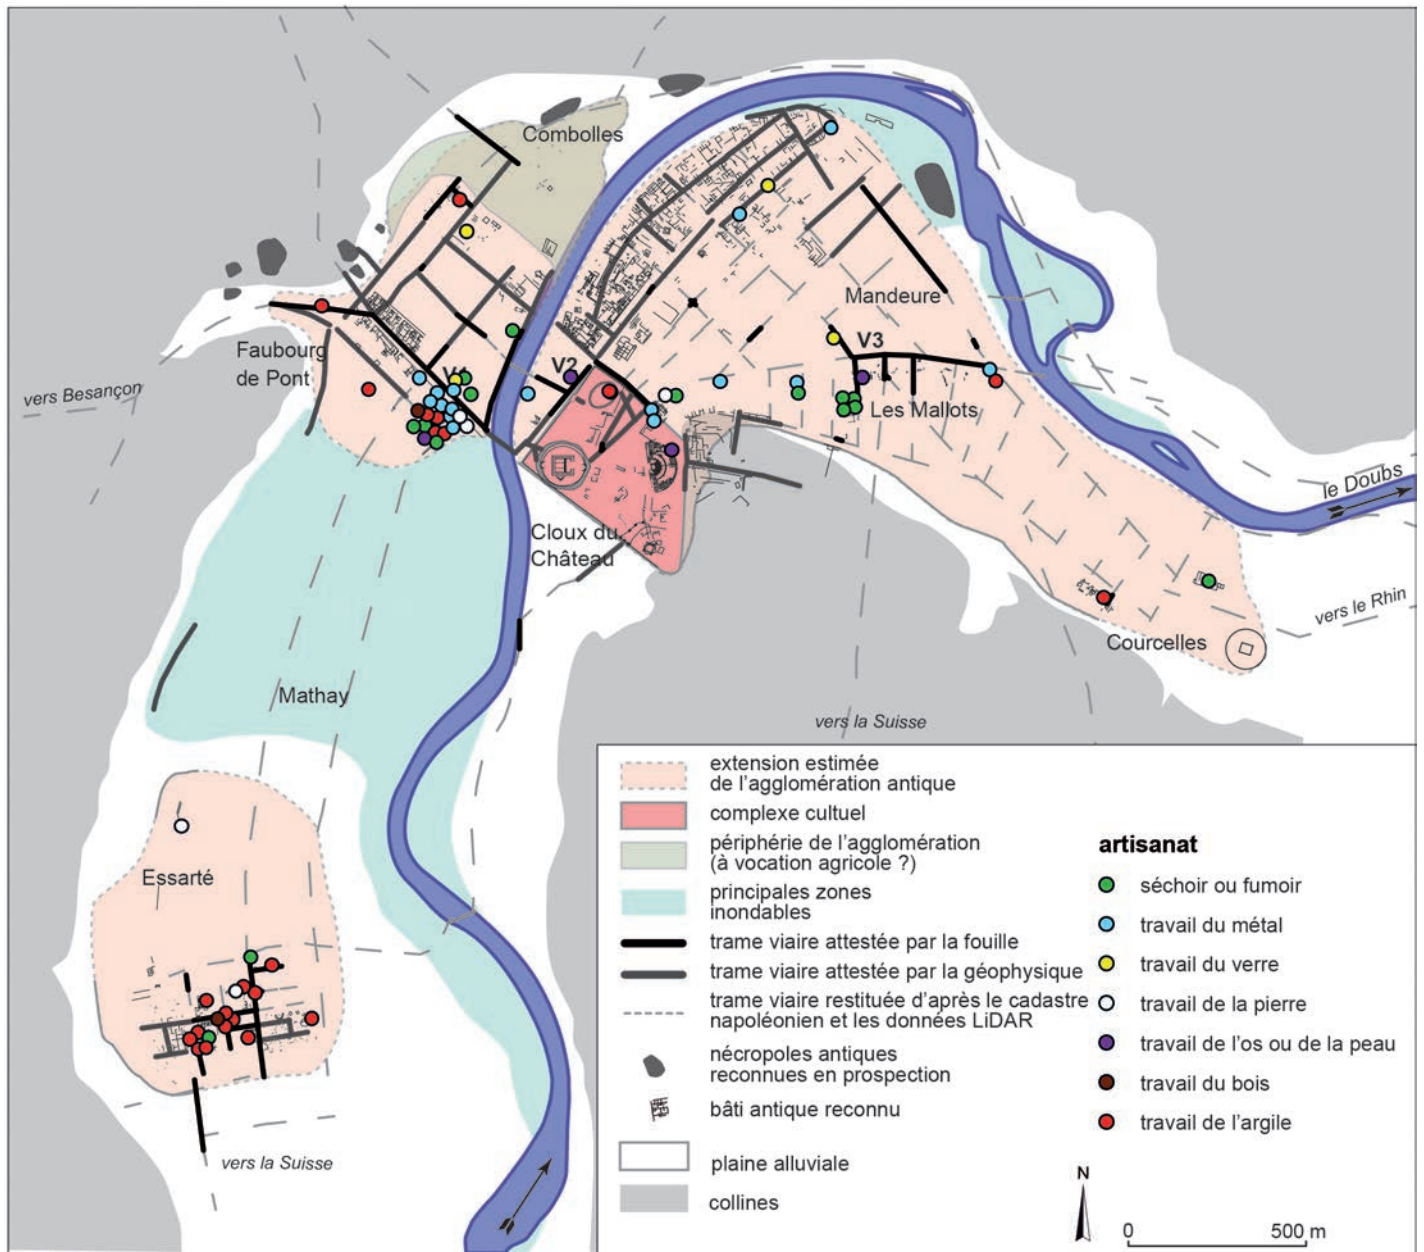 Combolles
Mandeure
Faubourg
de Pont
V2
V3
vers Besançon
Les Mallots
le Doubs
Cloux du
Château
vers le Rhin
Courcelles
Mathay
vers la Suisse
Essarté
vers la Suisse
extension estimée
de l’agglomération antique
complexe cultuel
périphérie de l’agglomération
(à vocation agricole ?)
principales zones
inondables
trame viaire attestée par la fouille
trame viaire attestée par la géophysique
trame viaire restituée d’après le cadastre
napoléonien et les données LiDAR
nécropoles antiques
reconnues en prospection
bâti antique reconnu
plaine alluviale
collines
artisanat
séchoir ou fumoir
travail du métal
travail du verre
travail de la pierre
travail de l’os ou de la peau
travail du bois
travail de l’argile
N
0 500 m